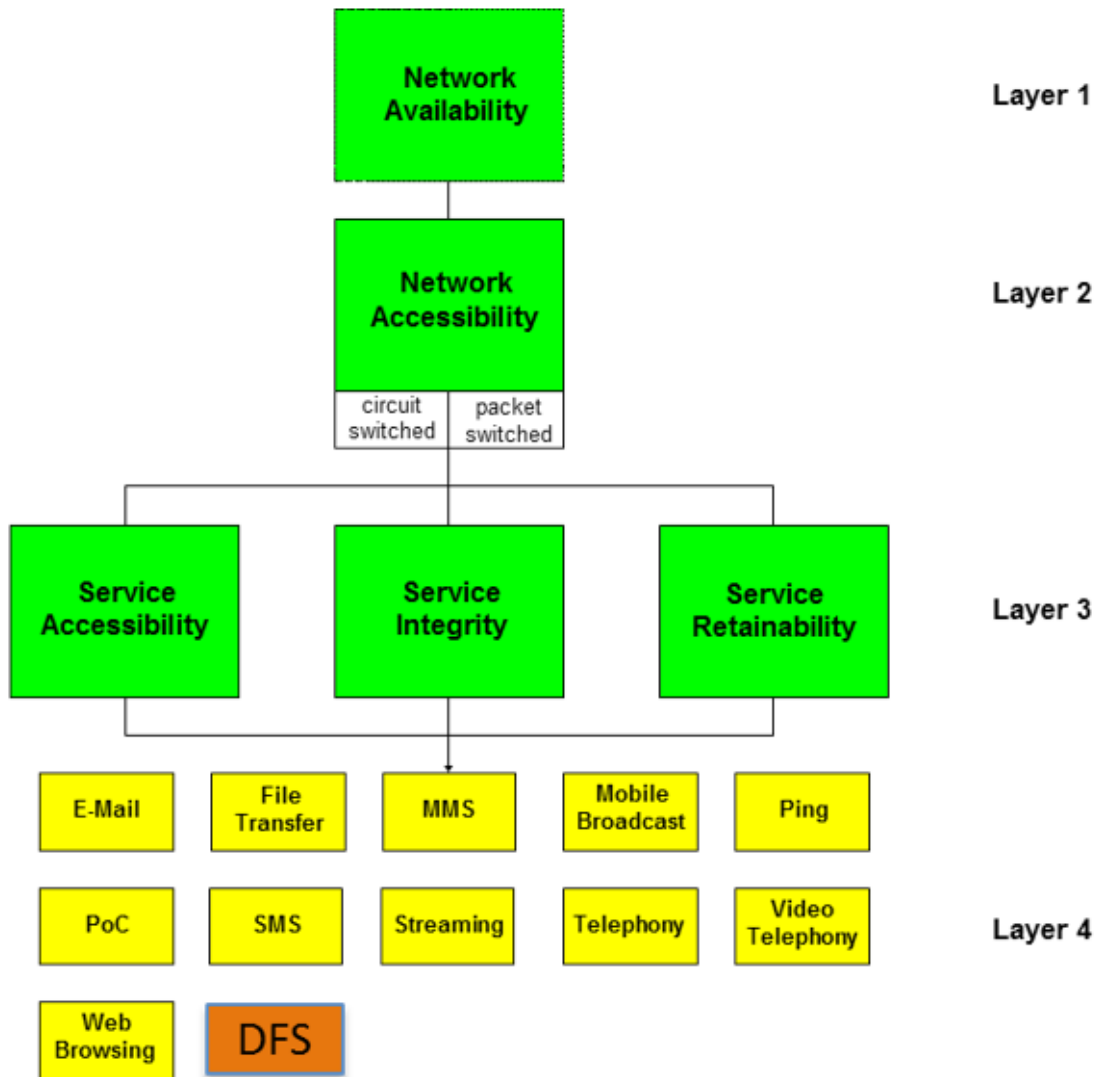 Network
Availability
Layer 1
Network
Accessibility
Layer 2
circuit
switched
packet
switched
Service
Accessibility
Service
Integrity
Service
Retainability
Layer 3
E-Mail
File
Transfer
MMS
Mobile
Broadcast
Ping
PoC
SMS
Streaming
Telephony
Video
Telephony
Layer 4
Web
Browsing
DFS